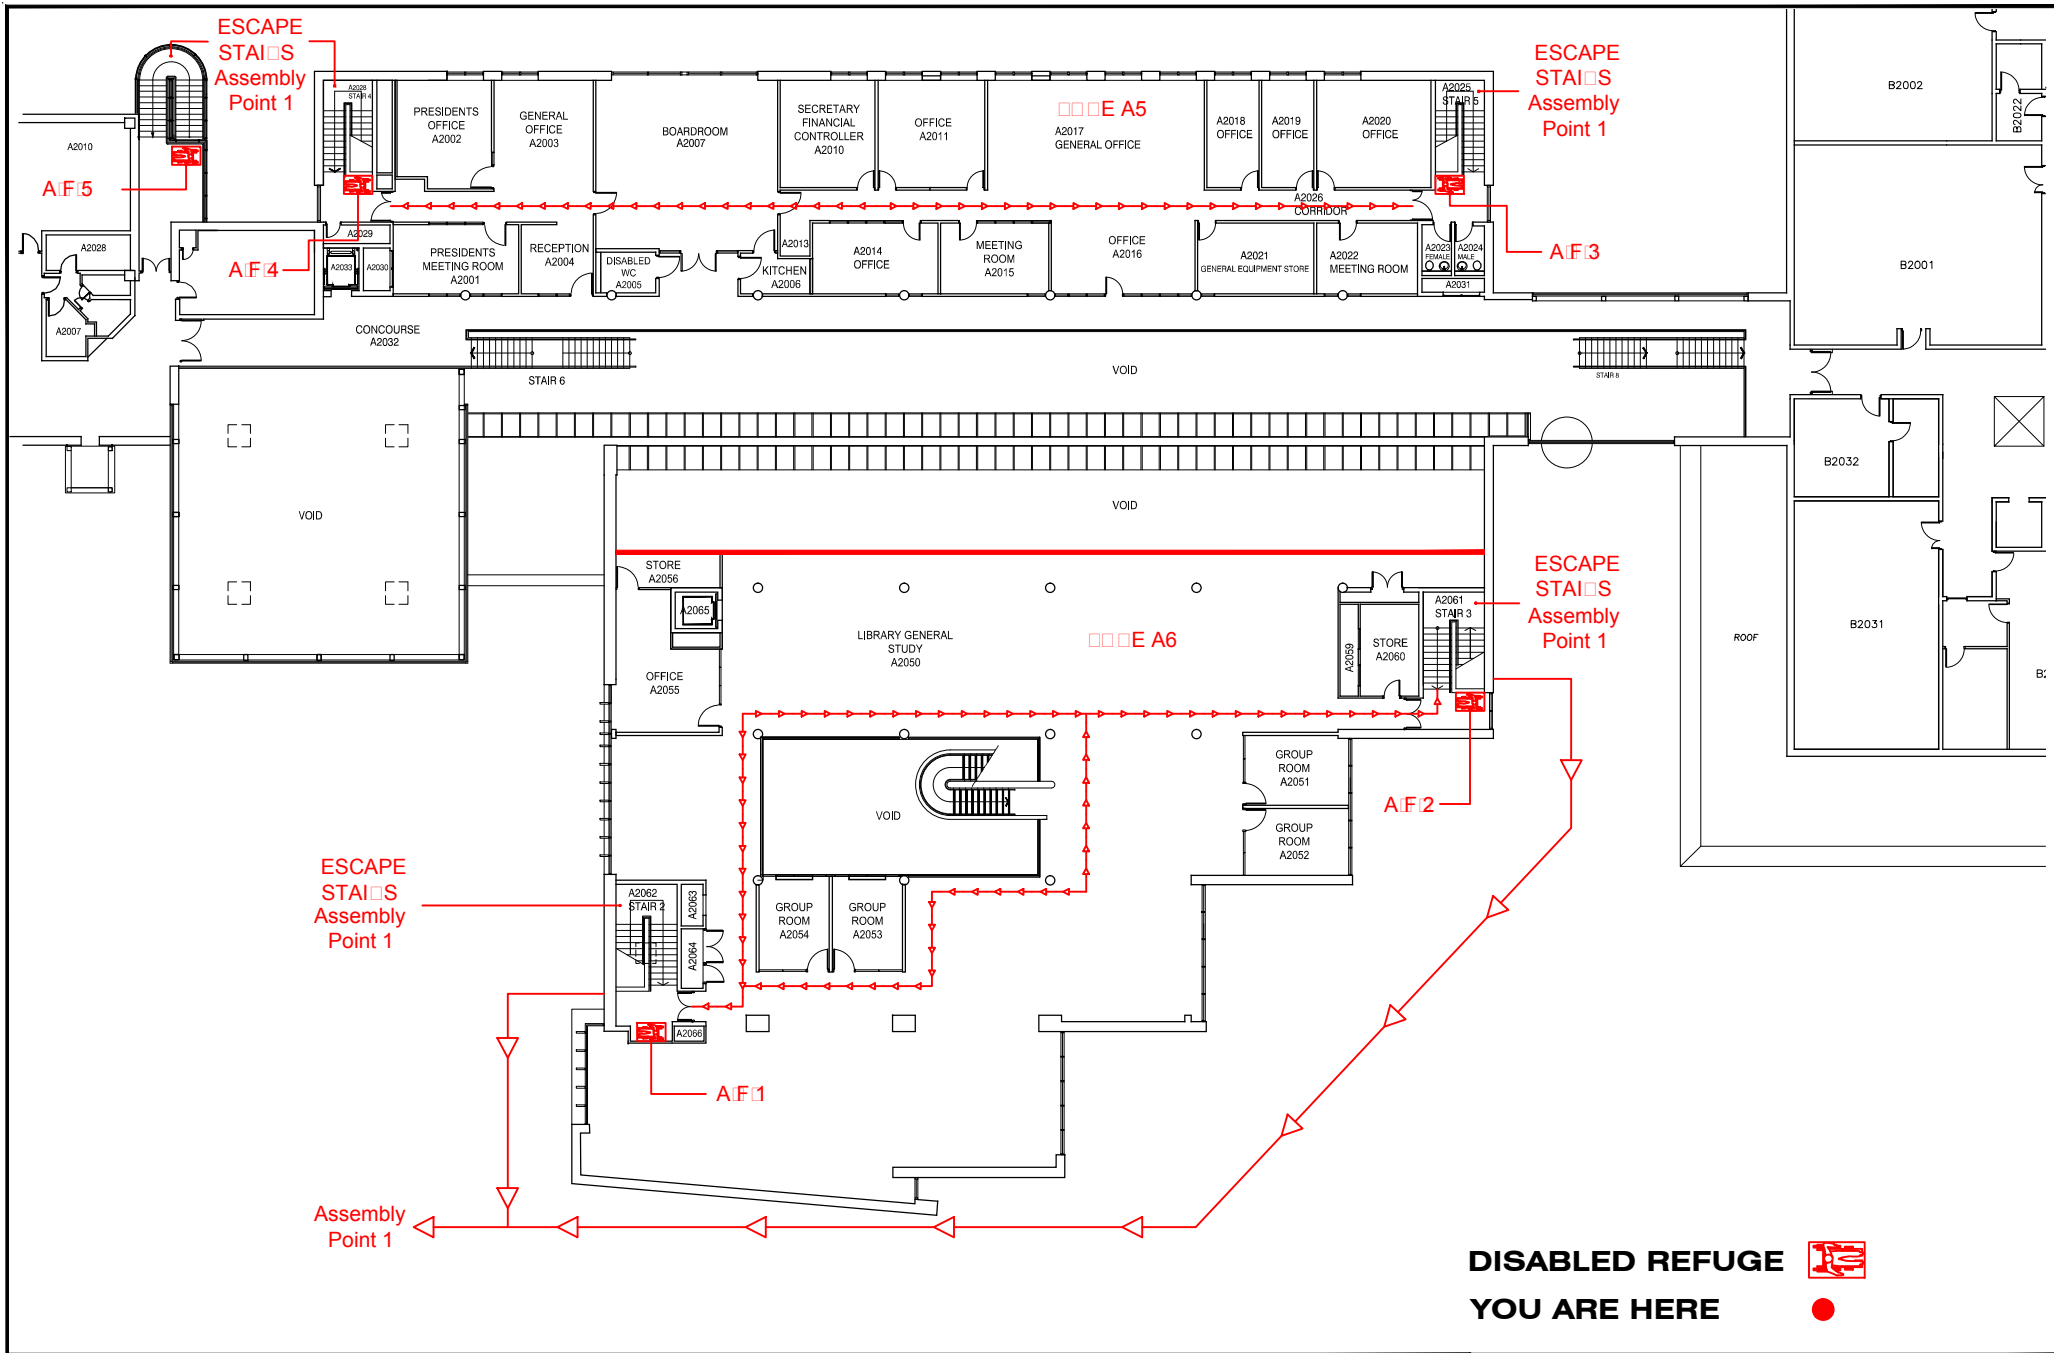 ESCAPE
STAI□S
Assembly
Point 1
ESCAPE
STAI□S
Assembly
Point 1
A2010
A□F□5
A2028
A2007
A2028
STAIR 4
PRESIDENTS
OFFICE
A2002
GENERAL
OFFICE
A2003
BOARDROOM
A2007
SECRETARY
FINANCIAL
CONTROLLER
A2010
OFFICE
A2011
□□□E A5
A2017
GENERAL OFFICE
A2018
OFFICE
A2019
OFFICE
A2020
OFFICE
A2025
STAIR 5
B2002
B2022
B2001
A2026
CORRIDOR
A2029
A□F□4
A2033
A2030
PRESIDENTS
MEETING ROOM
A2001
RECEPTION
A2004
DISABLED
WC
A2005
A2013
KITCHEN
A2006
A2014
OFFICE
MEETING
ROOM
A2015
OFFICE
A2016
A2021
GENERAL EQUIPMENT STORE
A2022
MEETING ROOM
A2023
FEMALE
A2024
MALE
A2031
A□F□3
CONCOURSE
A2032
STAIR 6
VOID
STAIR 8
VOID
VOID
B2032
B2031
ROOF
STORE
A2056
A2065
OFFICE
A2055
LIBRARY GENERAL
STUDY
A2050
□□□E A6
A2059
STORE
A2060
A2061
STAIR 3
ESCAPE
STAI□S
Assembly
Point 1
VOID
GROUP
ROOM
A2051
GROUP
ROOM
A2052
A□F□2
ESCAPE
STAI□S
Assembly
Point 1
A2062
STAIR 2
A2063
A2064
GROUP
ROOM
A2054
GROUP
ROOM
A2053
A2066
A□F□1
Assembly
Point 1
DISABLED REFUGE
YOU ARE HERE